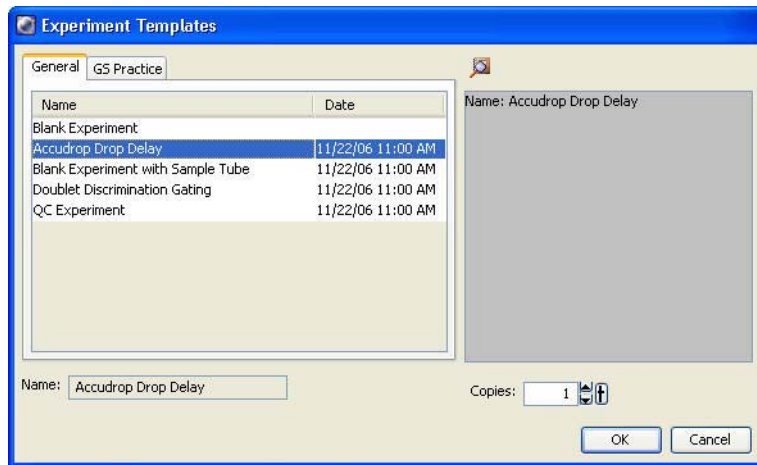 Experiment Templates
General GS Practice
Name Date
Name: Accudrop Drop Delay
Blank Experiment
Accudrop Drop Delay 11/22/06 11:00 AM
Blank Experiment with Sample Tube 11/22/06 11:00 AM
Doublet Discrimination Gating 11/22/06 11:00 AM
QC Experiment 11/22/06 11:00 AM
Name: Accudrop Drop Delay
Copies: 1
OK Cancel